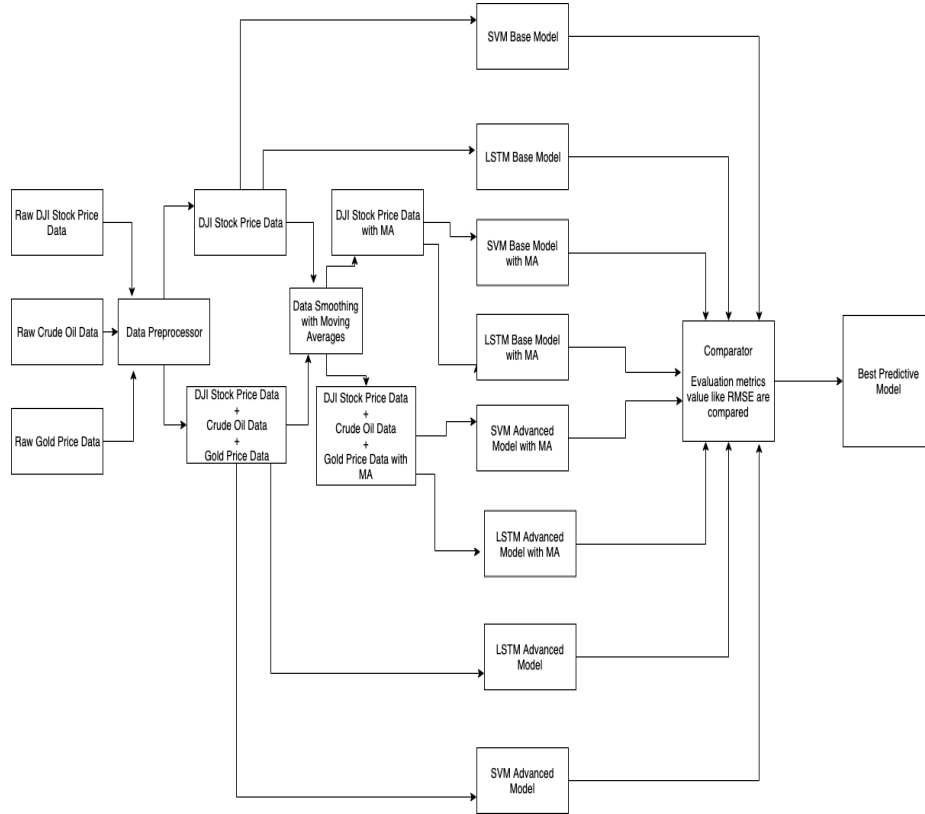 SVM Base Model
LSTM Base Model
Raw DJI Stock Price
Data
DJI Stock Price Data
DJI Stock Price Data
with MA
SVM Base Model
with MA
Raw Crude Oil Data
Data Preprocessor
Data Smoothing
with Moving
Averages
LSTM Base Model
with MA
Comparator
Evaluation metrics
value like RMSE are
compared
Best Predictive
Model
Raw Gold Price Data
DJI Stock Price Data
+
Crude Oil Data
+
Gold Price Data
DJI Stock Price Data
+
Crude Oil Data
+
Gold Price Data with
MA
SVM Advanced
Model with MA
LSTM Advanced
Model with MA
LSTM Advanced
Model
SVM Advanced
Model